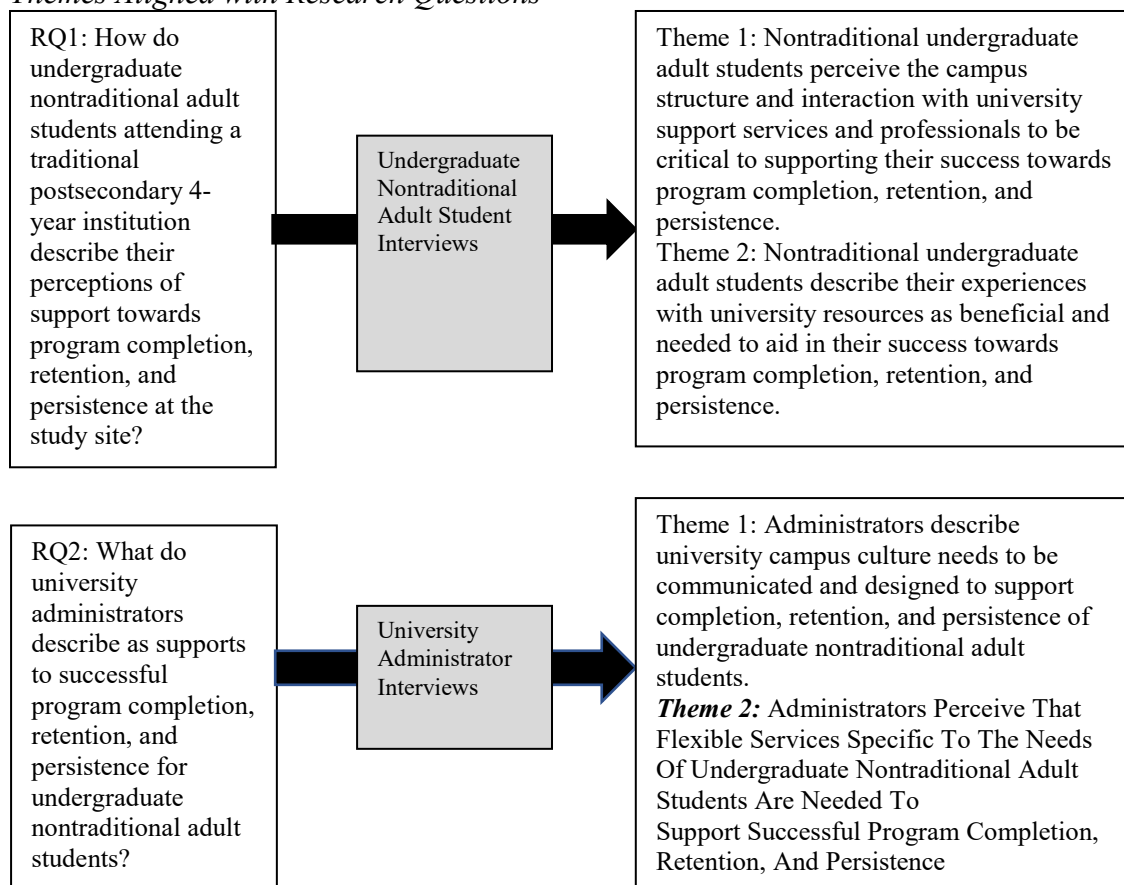 Themes Aligned with Research Questions
RQ1: How do
undergraduate
nontraditional adult
students attending a
traditional
postsecondary 4-
year institution
describe their
perceptions of
support towards
program completion,
retention, and
persistence at the
study site?
Undergraduate
Nontraditional
Adult Student
Interviews
Theme 1: Nontraditional undergraduate
adult students perceive the campus
structure and interaction with university
support services and professionals to be
critical to supporting their success towards
program completion, retention, and
persistence.
Theme 2: Nontraditional undergraduate
adult students describe their experiences
with university resources as beneficial and
needed to aid in their success towards
program completion, retention, and
persistence.
RQ2: What do
university
administrators
describe as supports
to successful
program completion,
retention, and
persistence for
undergraduate
nontraditional adult
students?
University
Administrator
Interviews
Theme 1: Administrators describe
university campus culture needs to be
communicated and designed to support
completion, retention, and persistence of
undergraduate nontraditional adult
students.
Theme 2: Administrators Perceive That
Flexible Services Specific To The Needs
Of Undergraduate Nontraditional Adult
Students Are Needed To
Support Successful Program Completion,
Retention, And Persistence